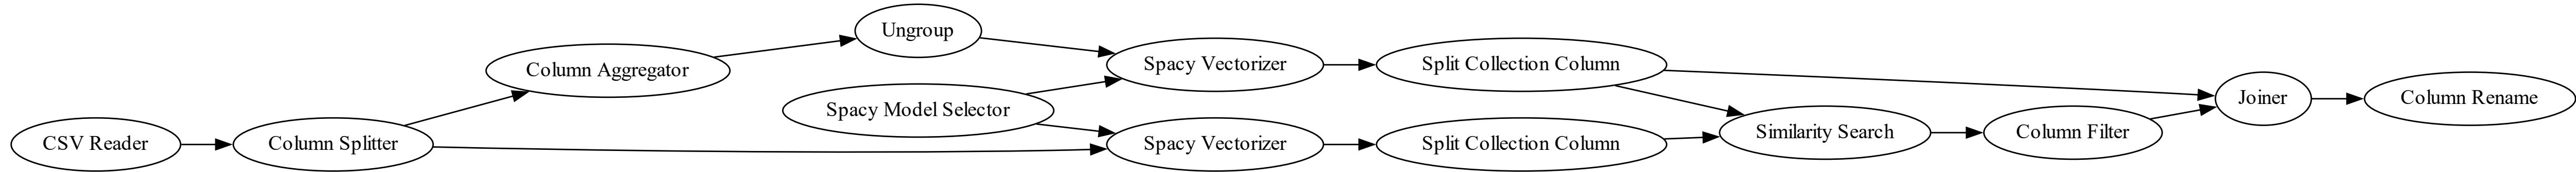 CSV Reader
Column Splitter
Column Aggregator
Ungroup
Spacy Model Selector
Spacy Vectorizer
Spacy Vectorizer
Split Collection Column
Split Collection Column
Similarity Search
Column Filter
Joiner
Column Rename